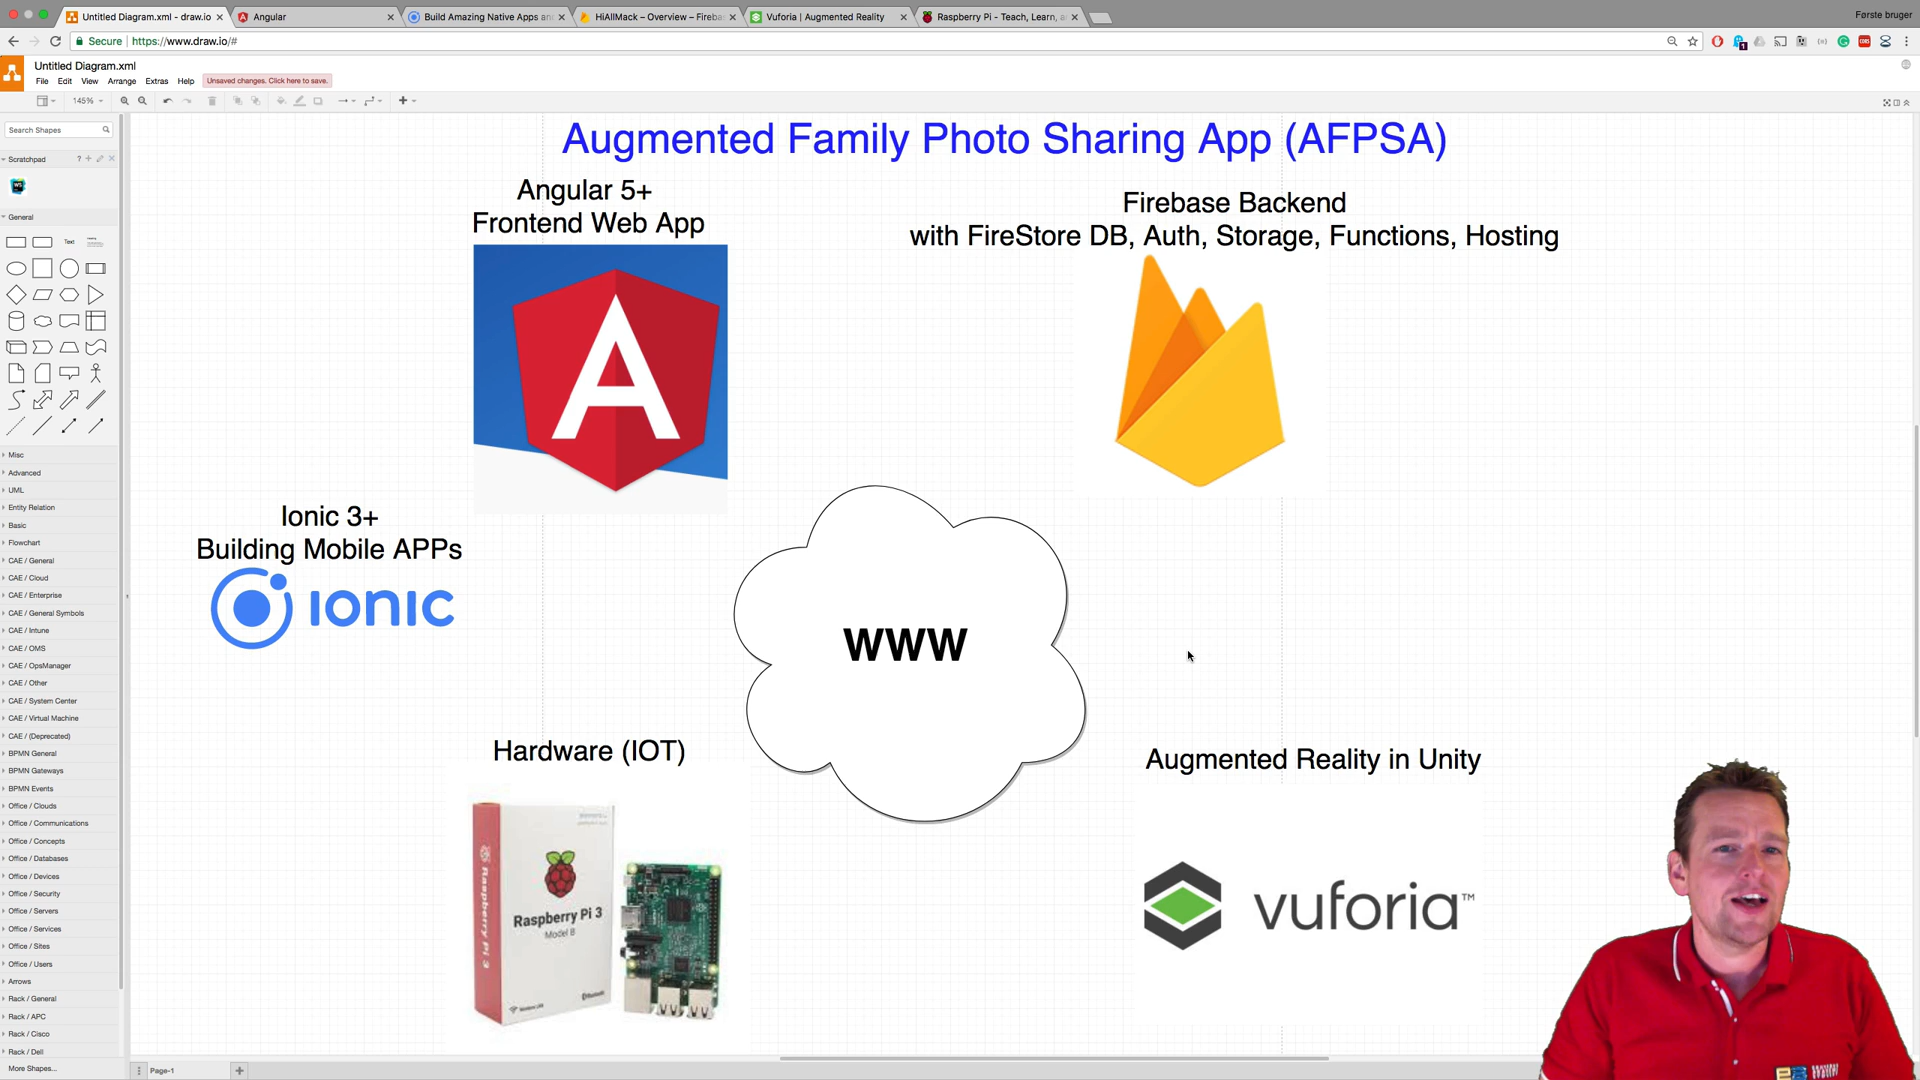 Untitled Diagram.xml - draw.io
Angular
Build Amazing Native Apps an
HiAllMack – Overview – Fireba
Vuforia | Augmented Reality
Raspberry Pi - Teach, Learn, a
Første bruger
Secure
https://www.draw.io/#
Untitled Diagram.xml
File Edit View Arrange Extras Help
Unsaved changes. Click here to save.
145%
Search Shapes
Scratchpad
General
Text
Misc
Advanced
UML
Entity Relation
Basic
Flowchart
CAE / General
CAE / Cloud
CAE / Enterprise
CAE / General Symbols
CAE / Intune
CAE / OMS
CAE / OpsManager
CAE / Other
CAE / System Center
CAE / Virtual Machine
CAE / (Deprecated)
BPMN General
BPMN Gateways
BPMN Events
Office / Clouds
Office / Communications
Office / Concepts
Office / Databases
Office / Devices
Office / Security
Office / Servers
Office / Services
Office / Sites
Office / Users
Arrows
Rack / General
Rack / APC
Rack / Cisco
Rack / Dell
More Shapes...
Page-1
Augmented Family Photo Sharing App (AFPSA)
Angular 5+
Frontend Web App
A
Firebase Backend
with FireStore DB, Auth, Storage, Functions, Hosting
Ionic 3+
Building Mobile APPs
ionic
WWW
Hardware (IOT)
Raspberry Pi 3
Raspberry Pi 3
Model B
Augmented Reality in Unity
vuforia™